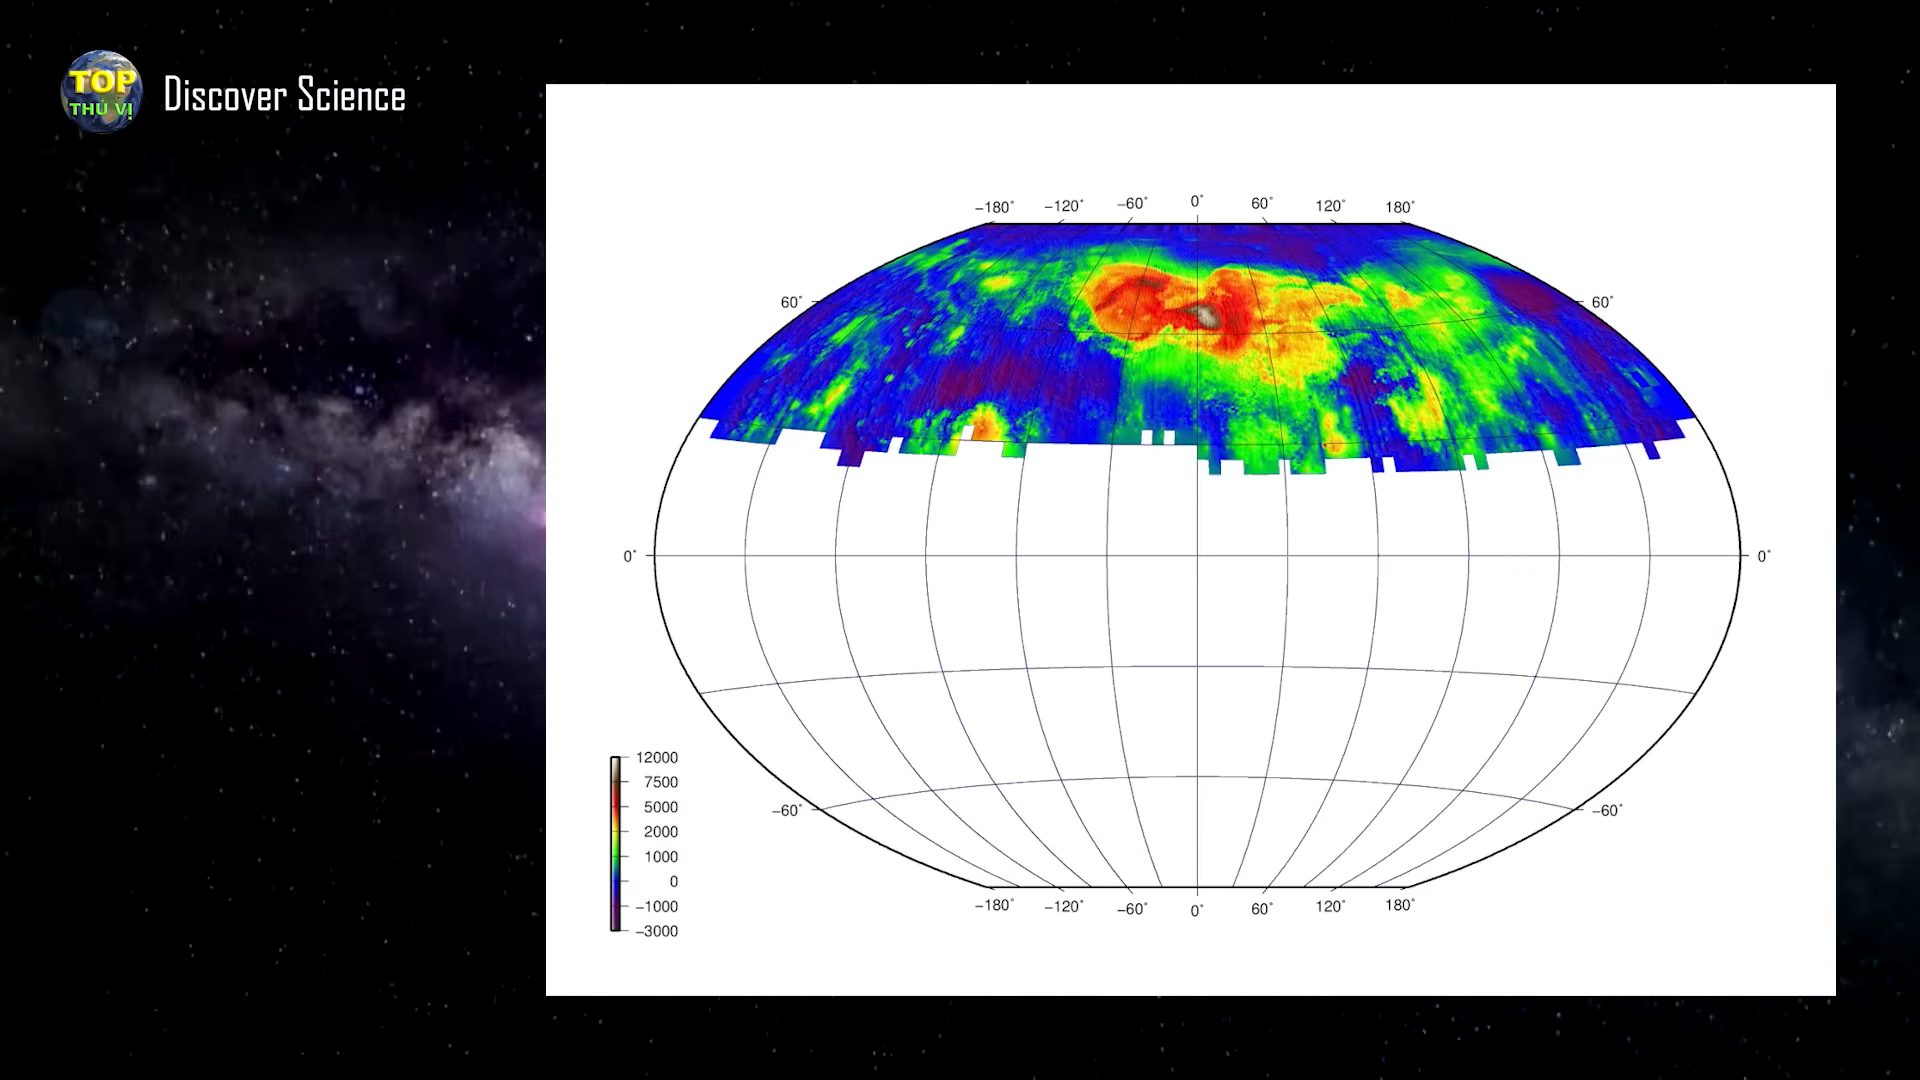 TOP
THÚ VỊ
Discover Science
−180° −120° −60° 0° 60° 120° 180°
60° 60°
0° 0°
12000
7500
5000
2000
1000
0
−1000
−3000
−60° −60°
−180° −120° −60° 0° 60° 120° 180°